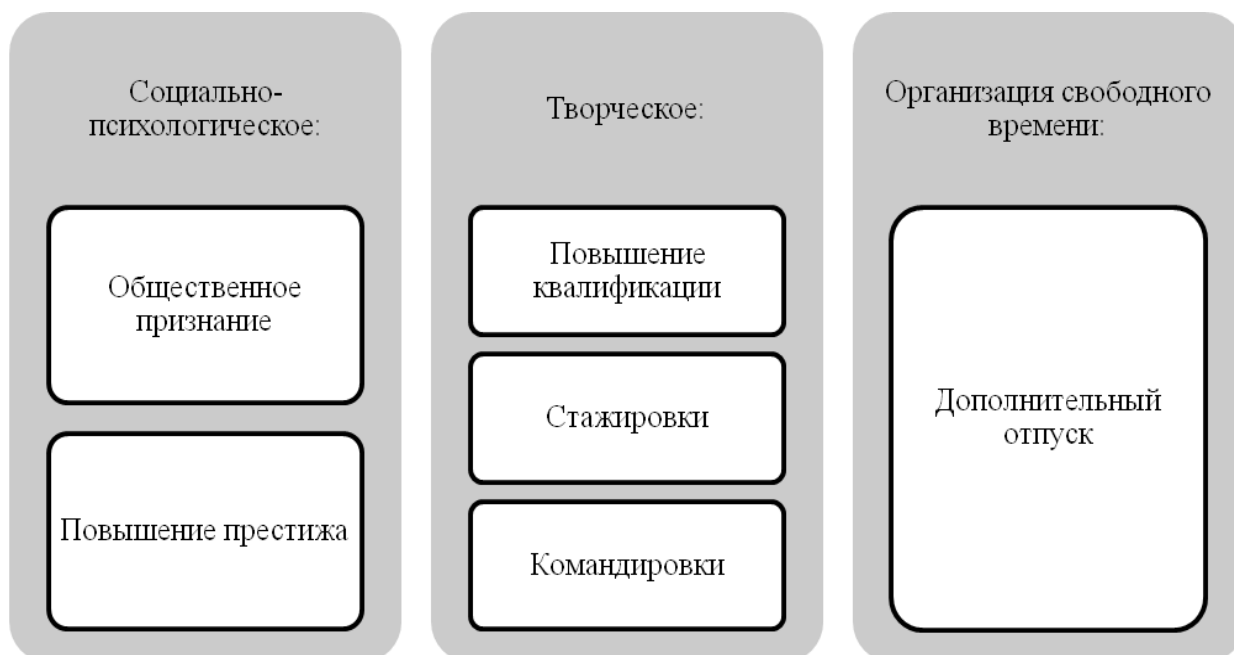 Социально-
психологическое:
Общественное
признание
Повышение престижа
Творческое:
Повышение
квалификации
Стажировки
Командировки
Организация свободного
времени:
Дополнительный
отпуск